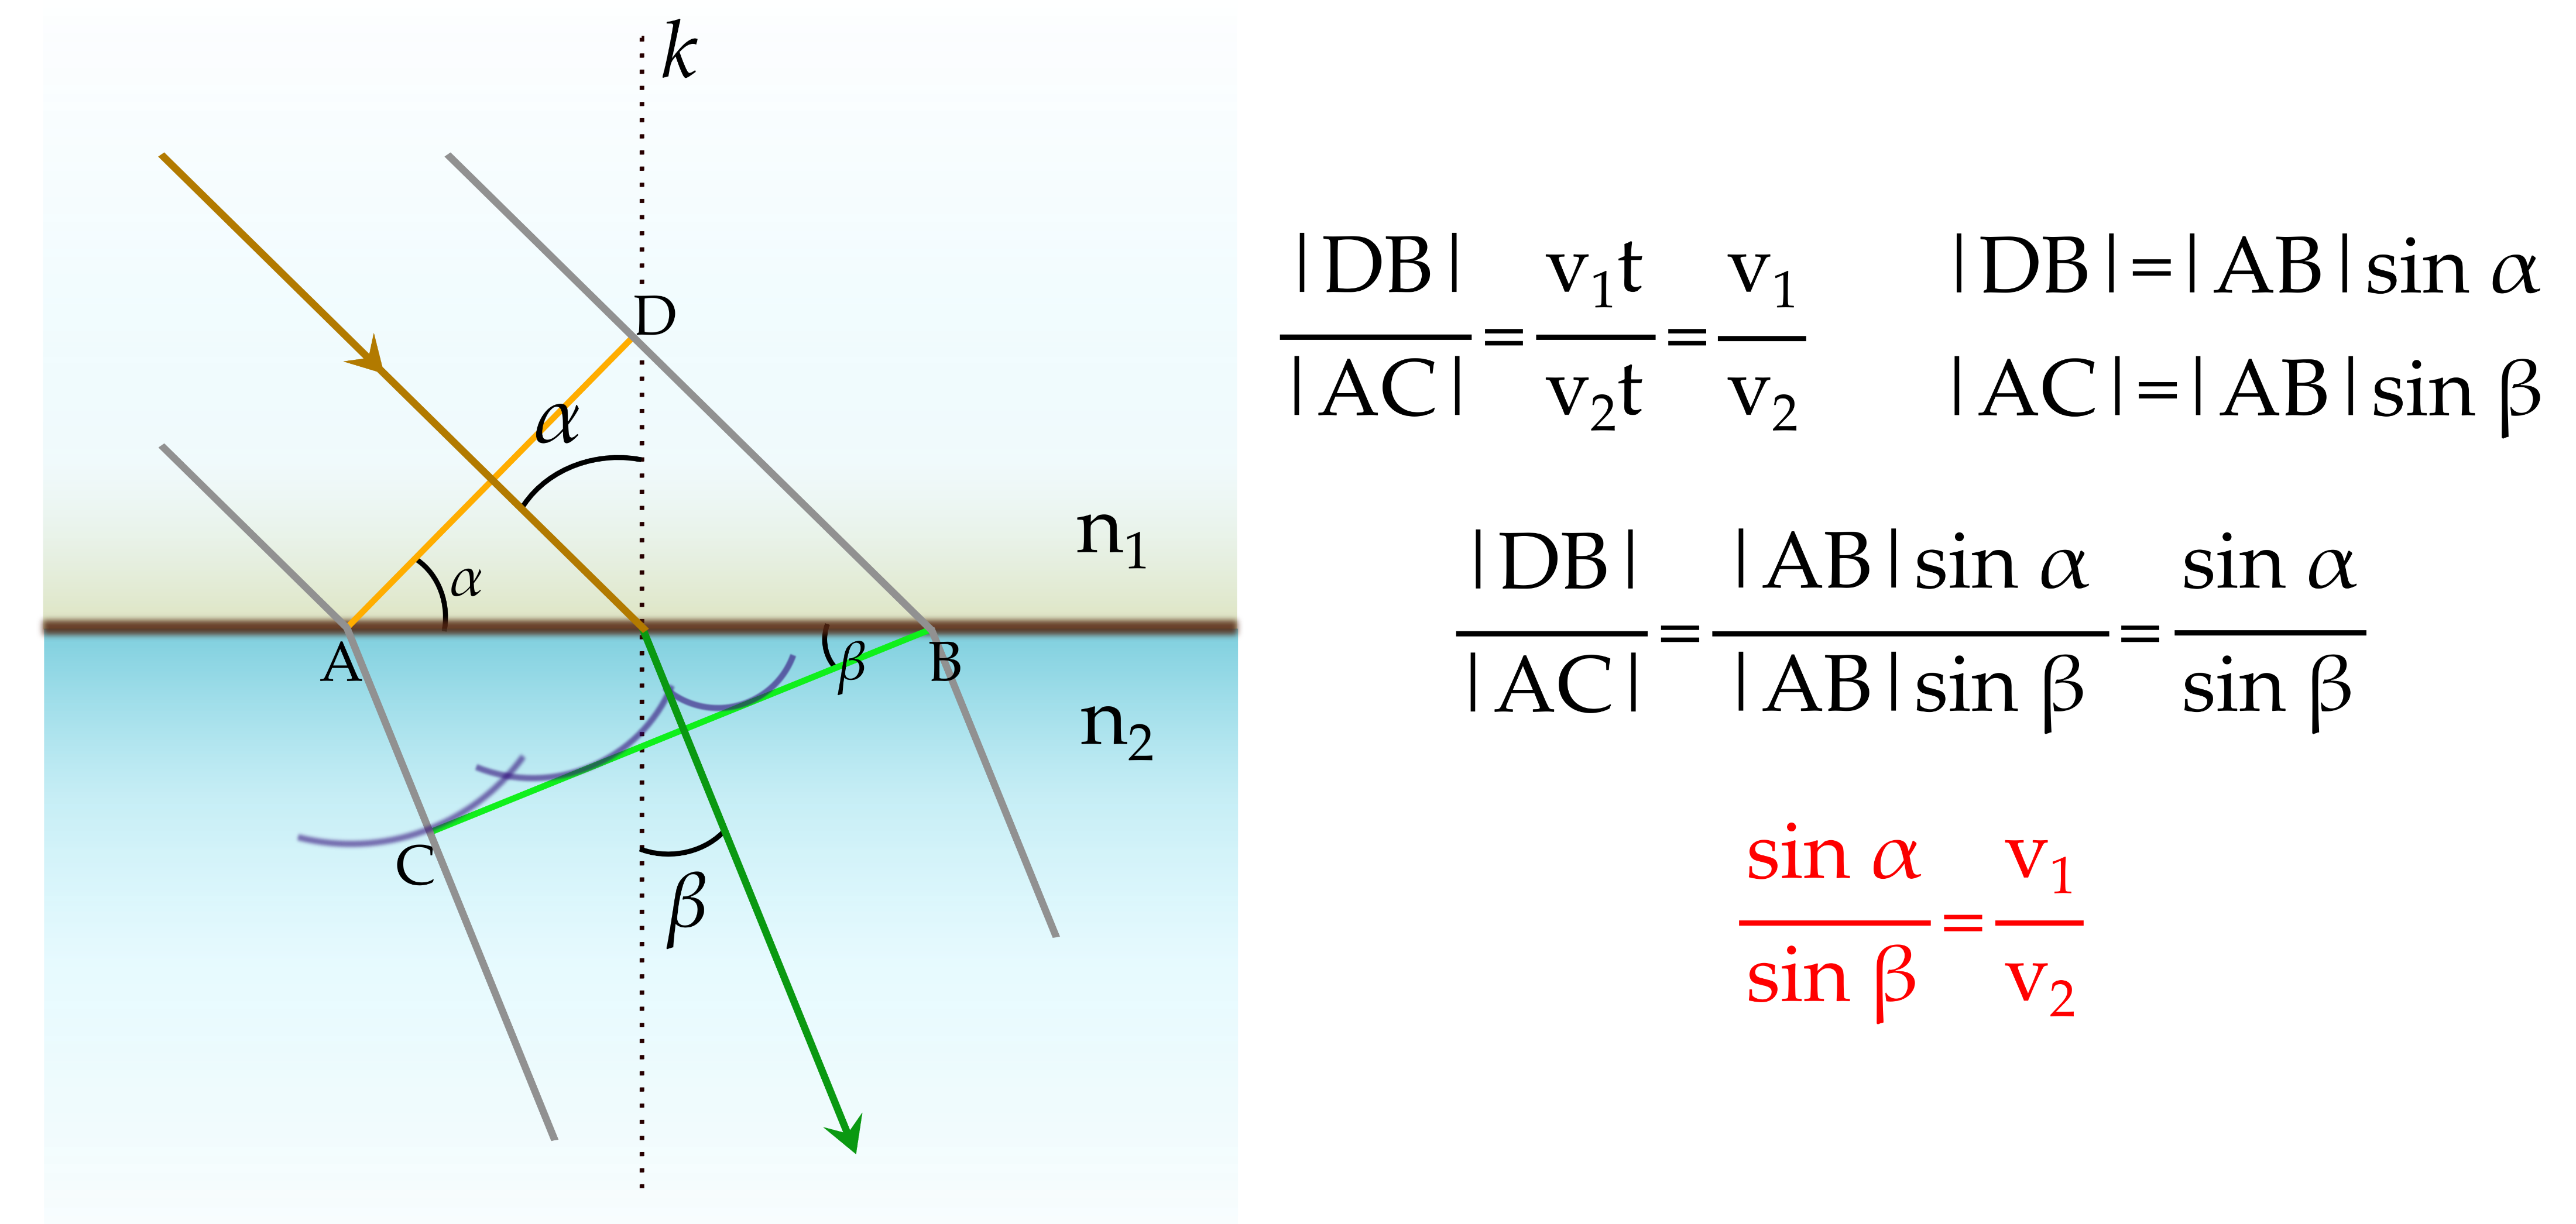 k
D
α
α
n₁
A
β
B
n₂
C
β
|DB| / |AC| = v₁t / v₂t = v₁ / v₂
|DB|=|AB| sin α
|AC|=|AB| sin β
|DB| / |AC| = |AB| sin α / |AB| sin β = sin α / sin β
sin α / sin β = v₁ / v₂